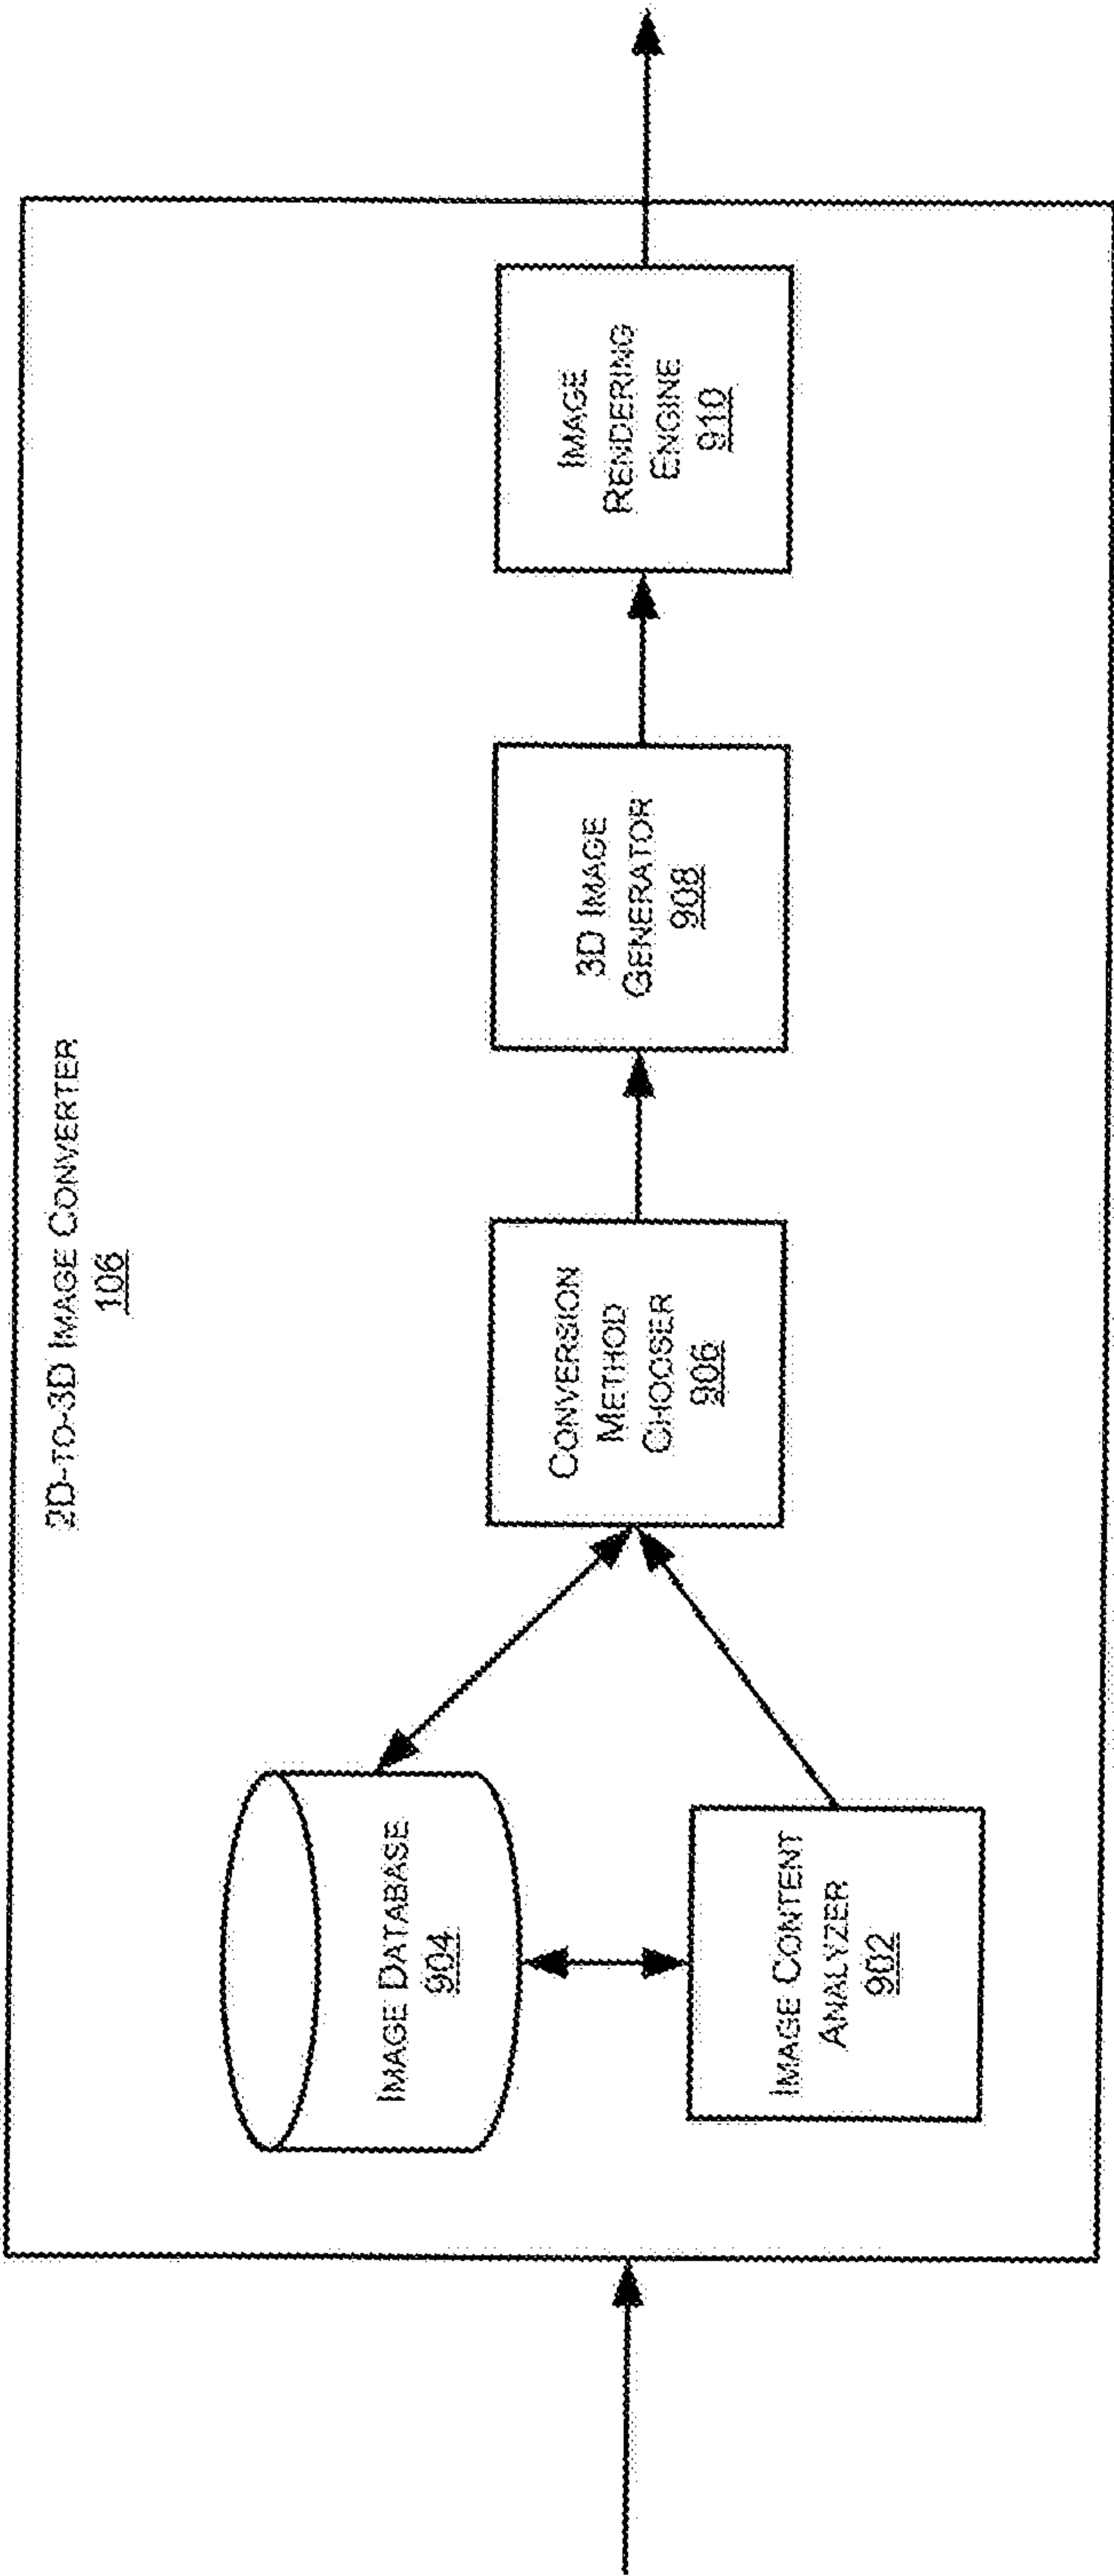 2D-TO-3D IMAGE CONVERTER
106
IMAGE DATABASE
904
IMAGE CONTENT
ANALYZER
902
CONVERSION
METHOD
CHOOSER
906
3D IMAGE
GENERATOR
908
IMAGE
RENDERING
ENGINE
910